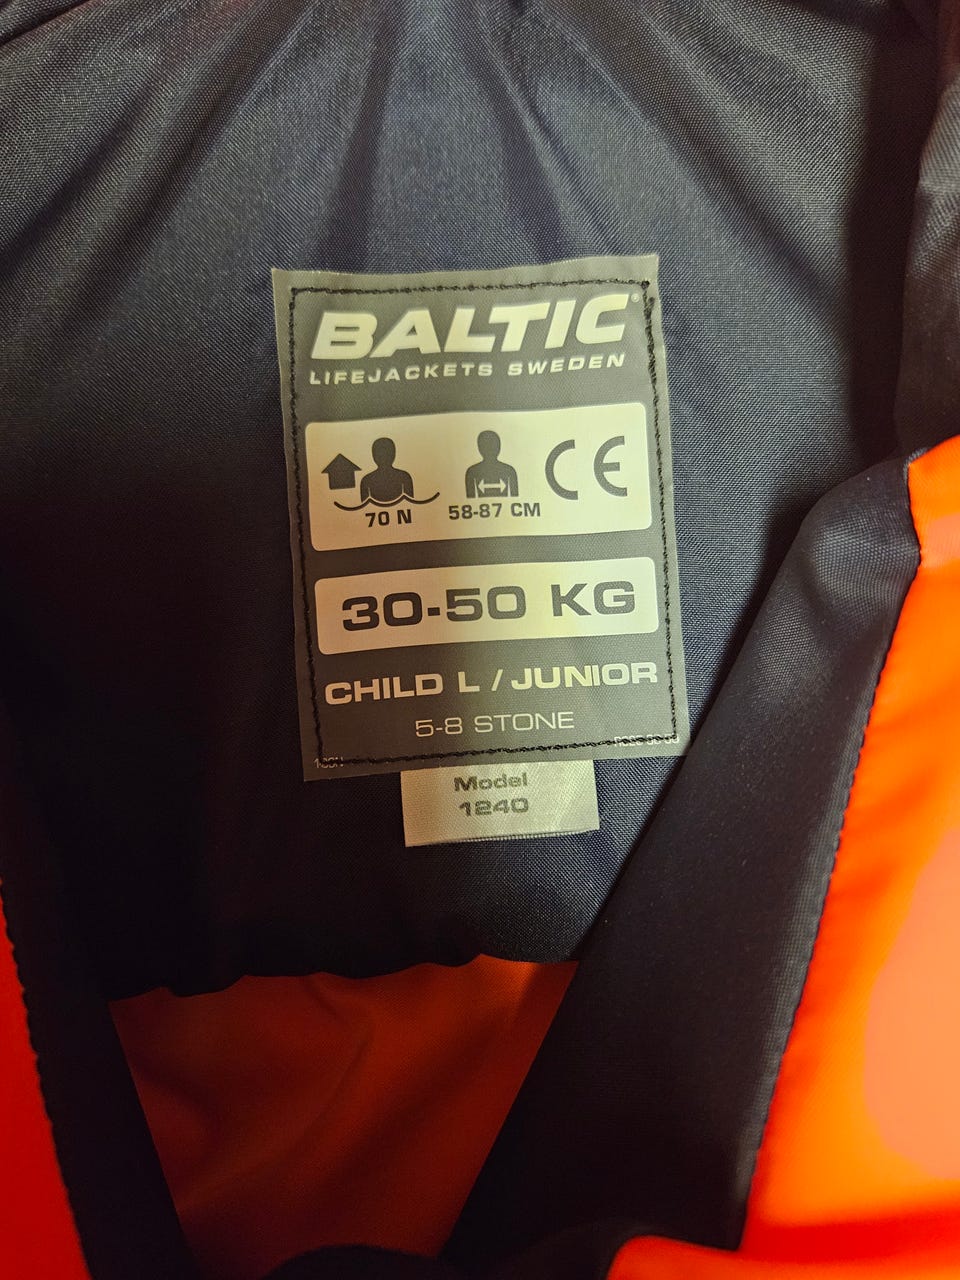 BALTIC®
LIFEJACKETS SWEDEN
70 N
58-87 CM
CE
30-50 KG
CHILD L / JUNIOR
5-8 STONE
Model
1240